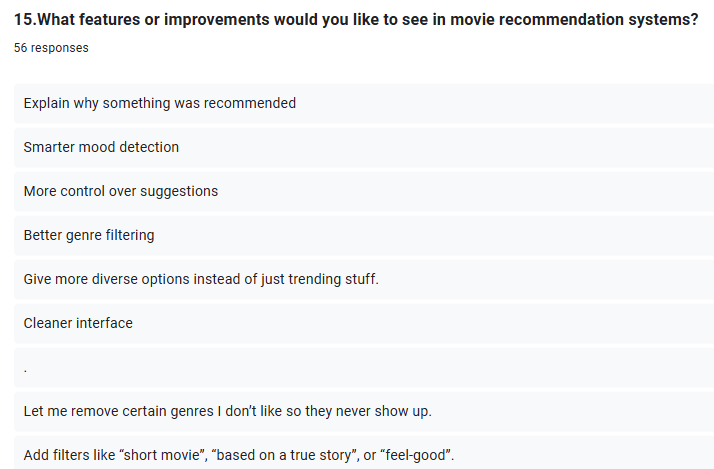 15.What features or improvements would you like to see in movie recommendation systems?
56 responses
Explain why something was recommended
Smarter mood detection
More control over suggestions
Better genre filtering
Give more diverse options instead of just trending stuff.
Cleaner interface
.
Let me remove certain genres I don’t like so they never show up.
Add filters like “short movie”, “based on a true story”, or “feel-good”.